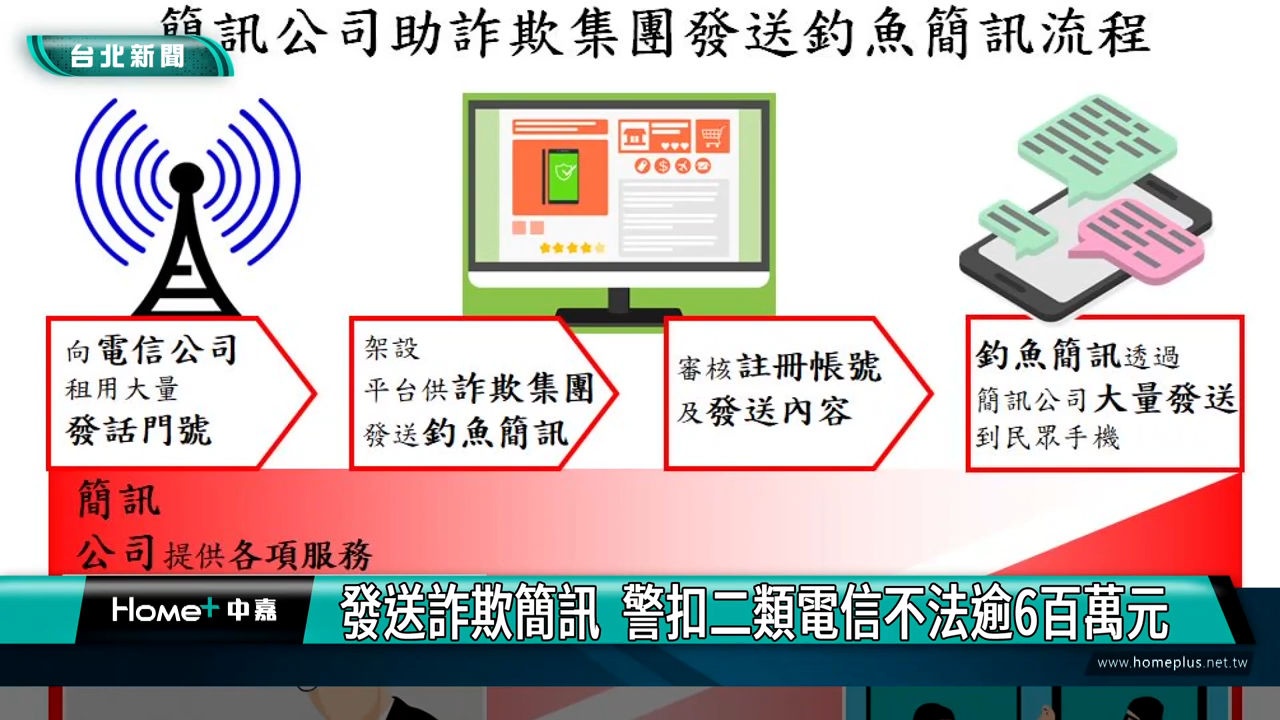 簡訊公司助詐欺集團發送釣魚簡訊流程
台北新聞
向電信公司
租用大量
發話門號
架設
平台供詐欺集團
發送釣魚簡訊
審核註冊帳號
及發送內容
釣魚簡訊透過
簡訊公司大量發送
到民眾手機
簡訊
公司提供各項服務
Home+中嘉
發送詐欺簡訊 警扣二類電信不法逾6百萬元
www.homeplus.net.tw